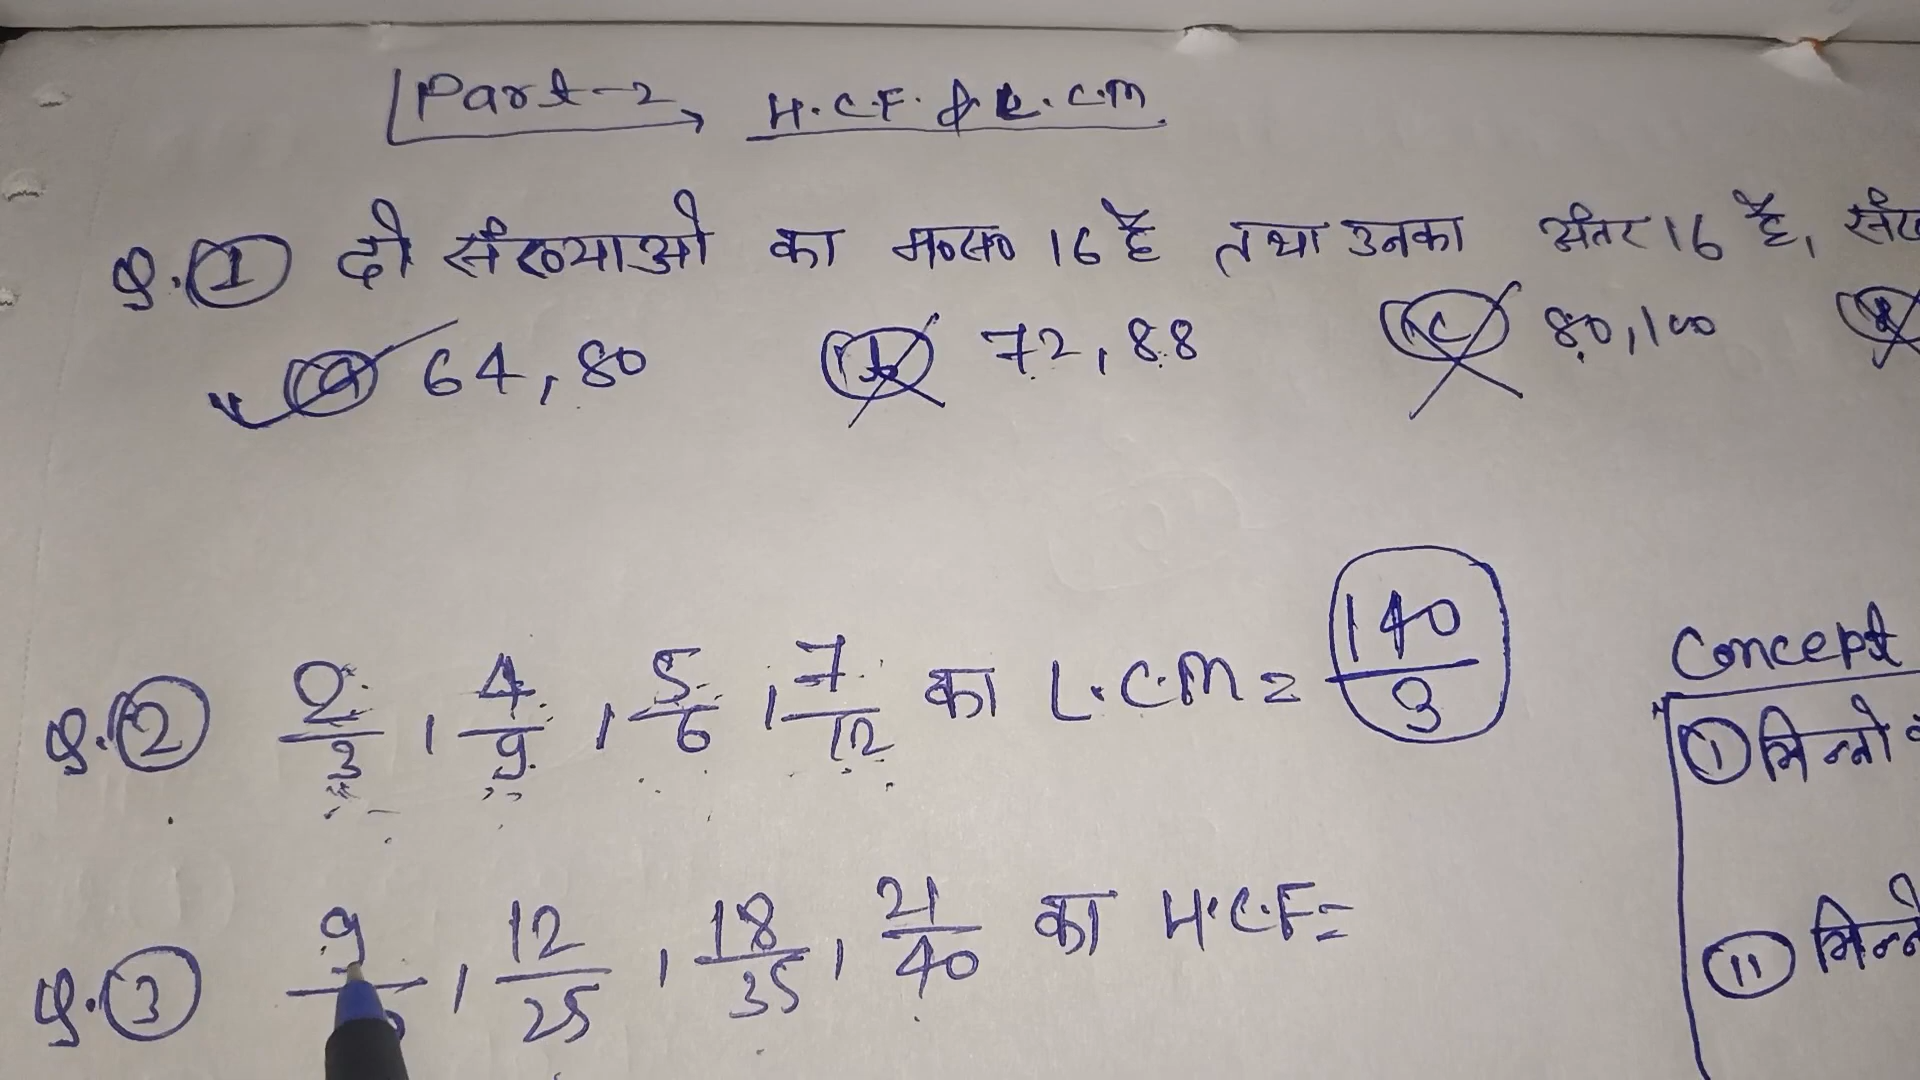 Part-2 → H.C.F. & L.C.M
Q.① दो संख्याओ का म०स० 16 है तथा उनका अंतर 16 है,
(a) 64, 80 (b) 72, 88 (c) 80, 100
Q.② 2/3, 4/9, 5/6, 7/12 का L.C.M = 140/3
Concept
① भिन्नो
Q.③ 9/, 12/25, 18/35, 21/40 का H.C.F=
(11)